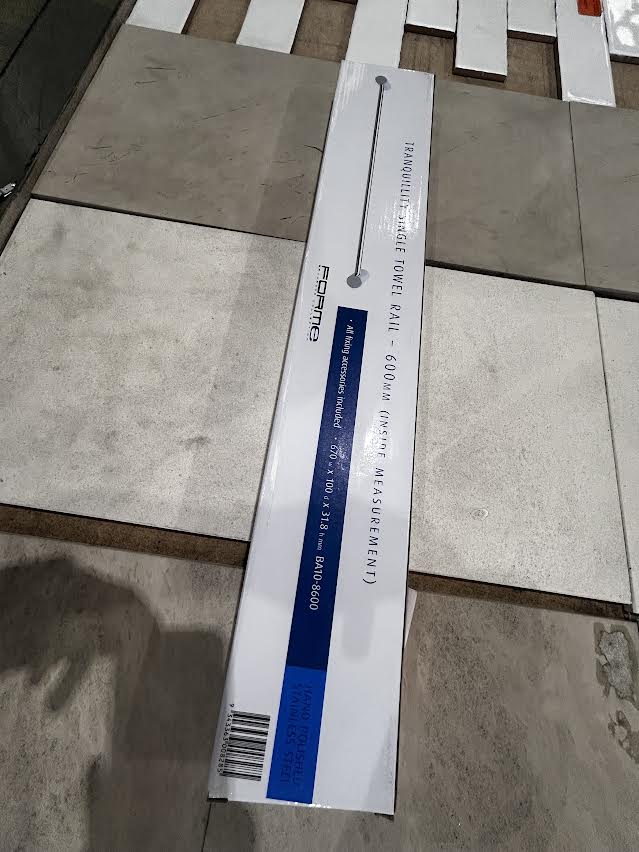 TRANQUILLITY SINGLE TOWEL RAIL - 600MM (INSIDE MEASUREMENT)
FORME
• All fixing accessories included • 670 w x 100 d x 31.8 h mm BA10-8600
HAND POLISHED
STAINLESS STEEL